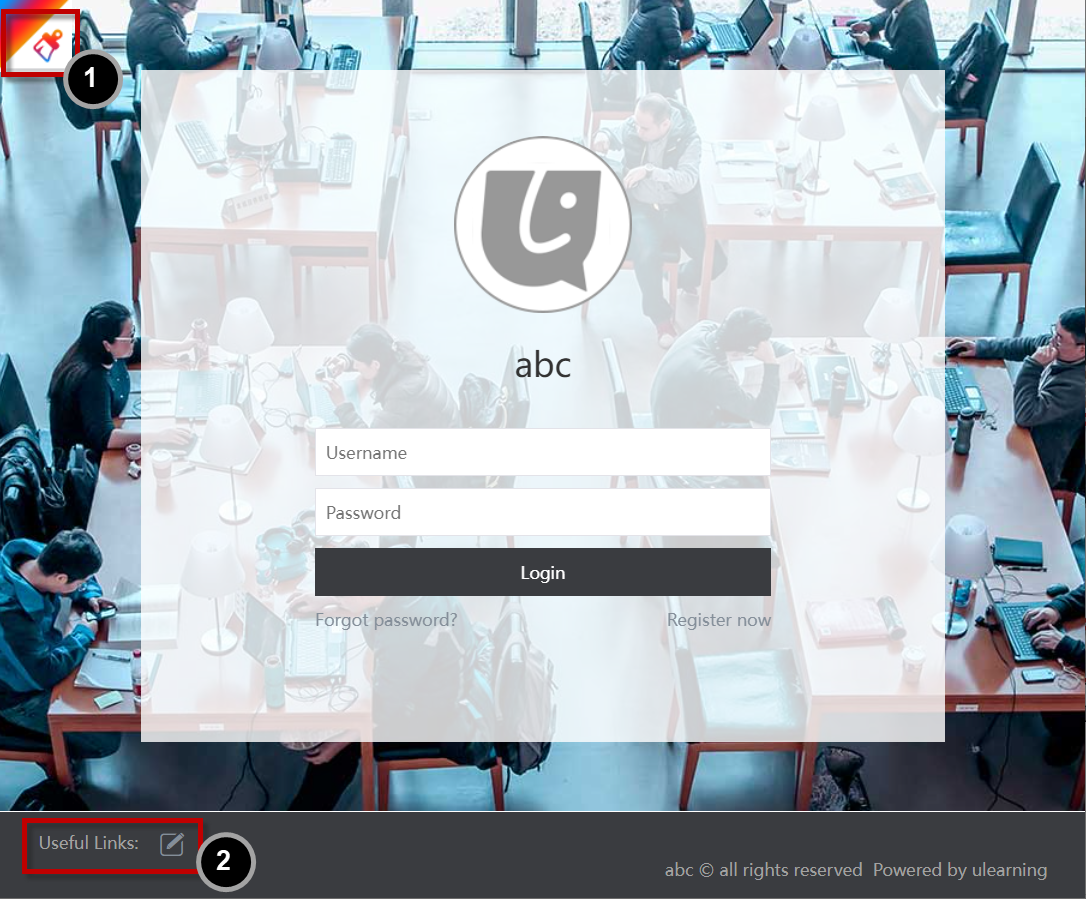 1
abc
Username
Password
Login
Forgot password? Register now
Useful Links:
2
abc © all rights reserved Powered by ulearning